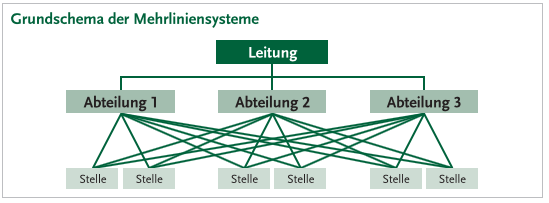 Grundschema der Mehrliniensysteme
Leitung
Abteilung 1 Abteilung 2 Abteilung 3
Stelle Stelle Stelle Stelle Stelle Stelle